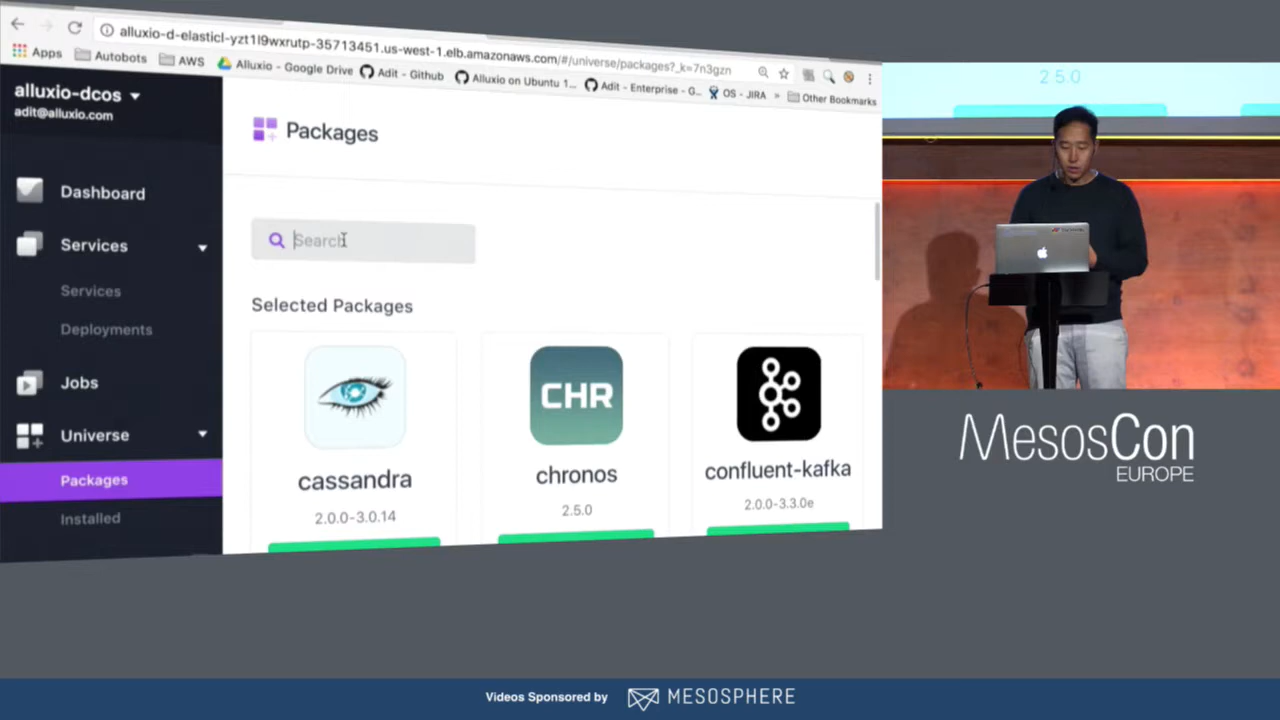 alluxio-d-elasticl-yzt1l9wxrutp-35713451.us-west-1.elb.amazonaws.com/#/universe/packages?_k=7n3gzn
Apps Autobots AWS Alluxio - Google Drive Adit - Github Alluxio on Ubuntu 1... Adit - Enterprise - G... OS - JIRA » Other Bookmarks
alluxio-dcos
adit@alluxio.com
Dashboard
Services
Services
Deployments
Jobs
Universe
Packages
Installed
Packages
Search
Selected Packages
cassandra
2.0.0-3.0.14
CHR
chronos
2.5.0
confluent-kafka
2.0.0-3.3.0e
2.5.0
MesosCon
EUROPE
Videos Sponsored by MESOSPHERE